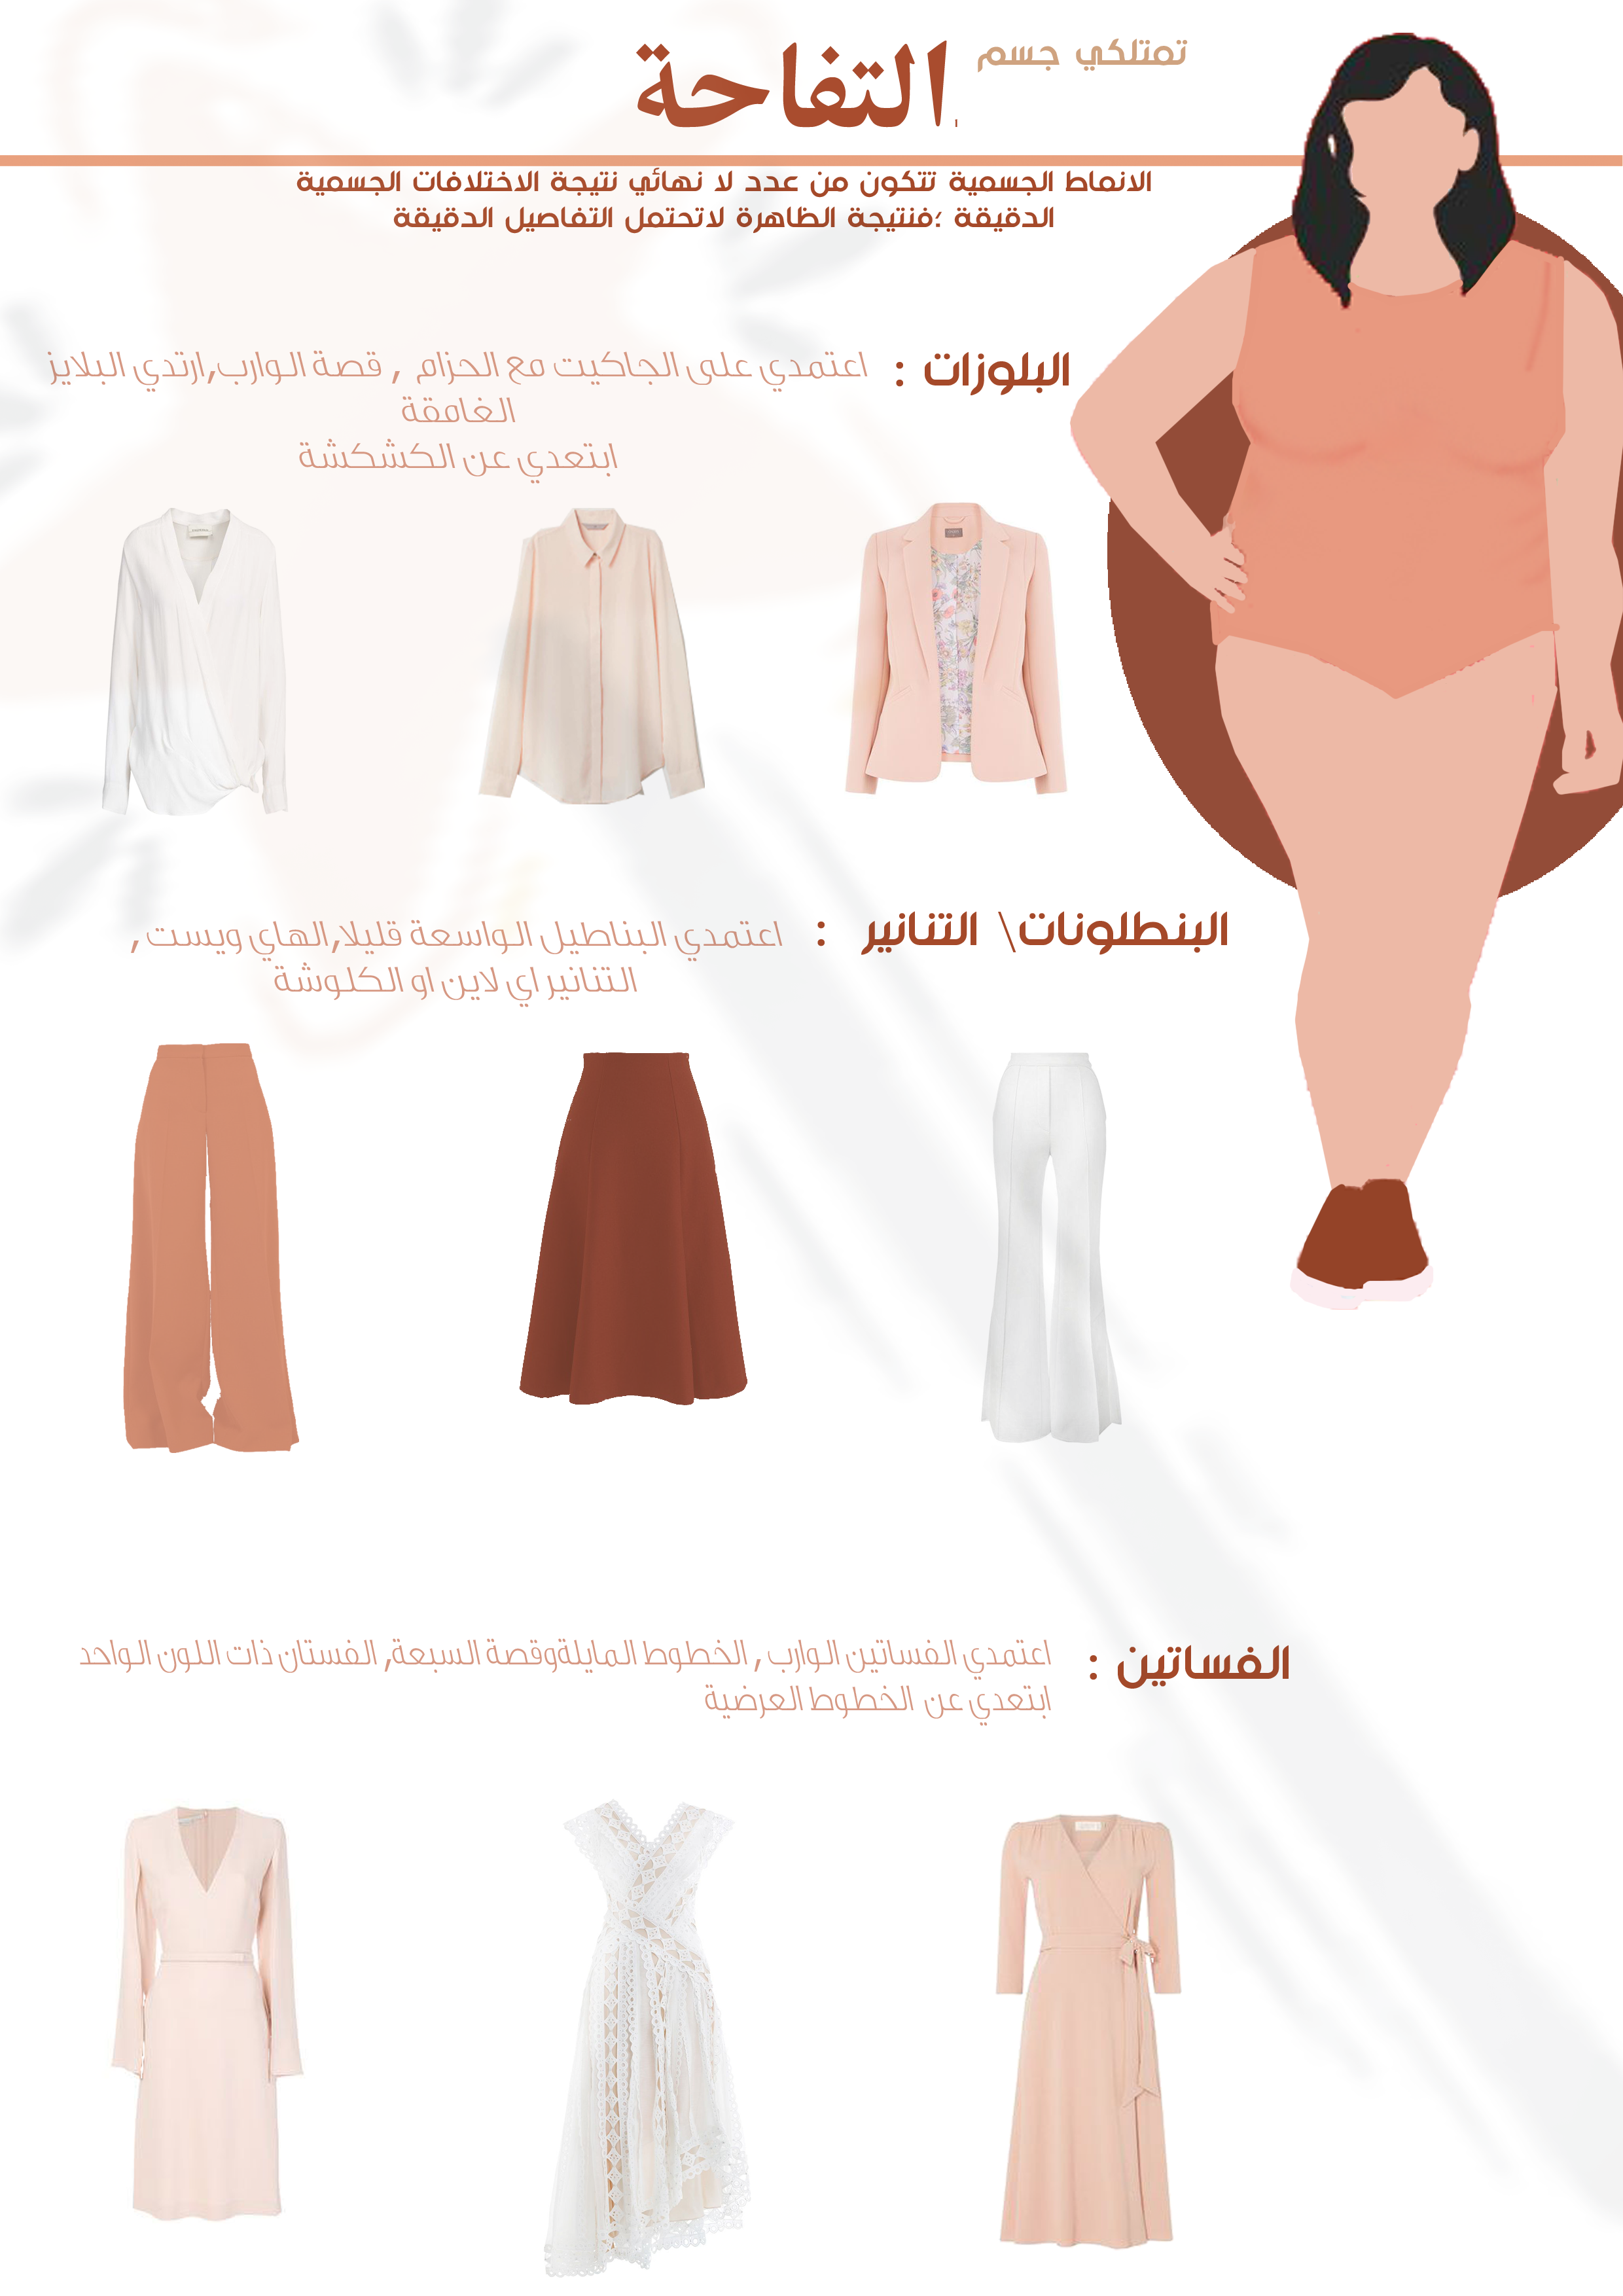 تمتلكي جسم
التفاحة
الانماط الجسمية تتكون من عدد لا نهائي نتيجة الاختلافات الجسمية
الدقيقة ؛فنتيجة الظاهرة لاتحتمل التفاصيل الدقيقة
البلوزات : اعتمدي على الجاكيت مع الحزام , قصة الوارب,ارتدي البلايز
الغامقة
ابتعدي عن الكشكشة
البنطلونات\ التنانير : اعتمدي البناطيل الواسعة قليلا,الهاي ويست ,
التنانير اي لاين او الكلوشة
الفساتين : اعتمدي الفساتين الوارب , الخطوط المايلةوقصة السبعة, الفستان ذات اللون الواحد
ابتعدي عن الخطوط العرضية